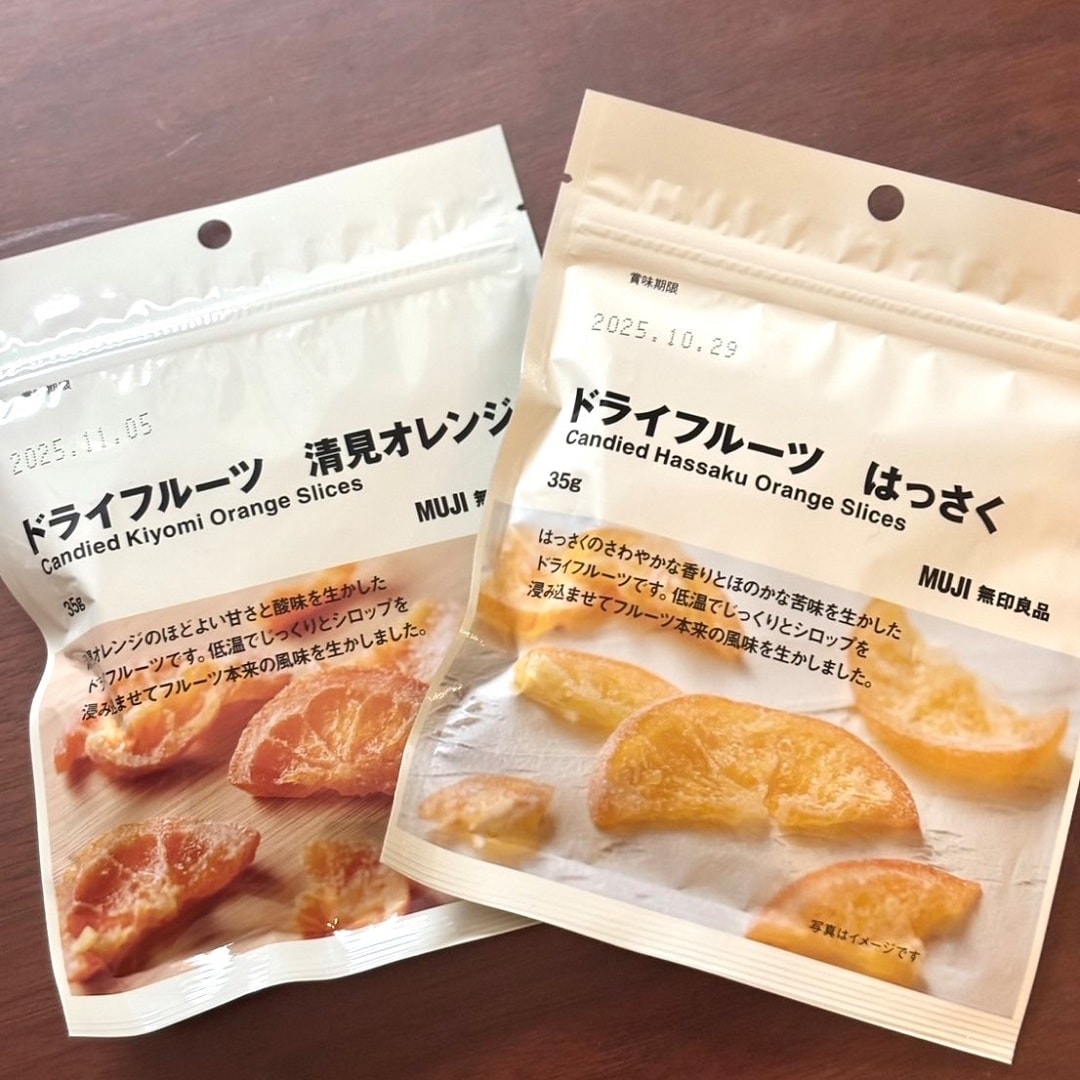 賞味期限
2025.11.05
ドライフルーツ 清見オレンジ
Candied Kiyomi Orange Slices
35g
MUJI 無
オレンジのほどよい甘さと酸味を生かした
ドライフルーツです。低温でじっくりとシロップを
浸み込ませてフルーツ本来の風味を生かしました。
賞味期限
2025.10.29
ドライフルーツ はっさく
Candied Hassaku Orange Slices
35g
MUJI 無印良品
はっさくのさわやかな香りとほのかな苦味を生かした
ドライフルーツです。低温でじっくりとシロップを
浸み込ませてフルーツ本来の風味を生かしました。
写真はイメージです